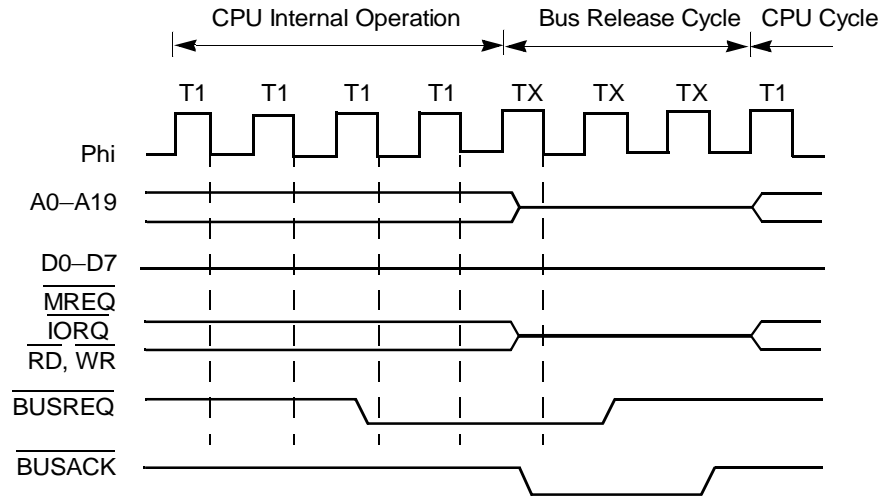 CPU Internal Operation Bus Release Cycle CPU Cycle
T1 T1 T1 T1 TX TX TX T1
Phi
A0–A19
D0–D7
MREQ
IORQ
RD, WR
BUSREQ
BUSACK